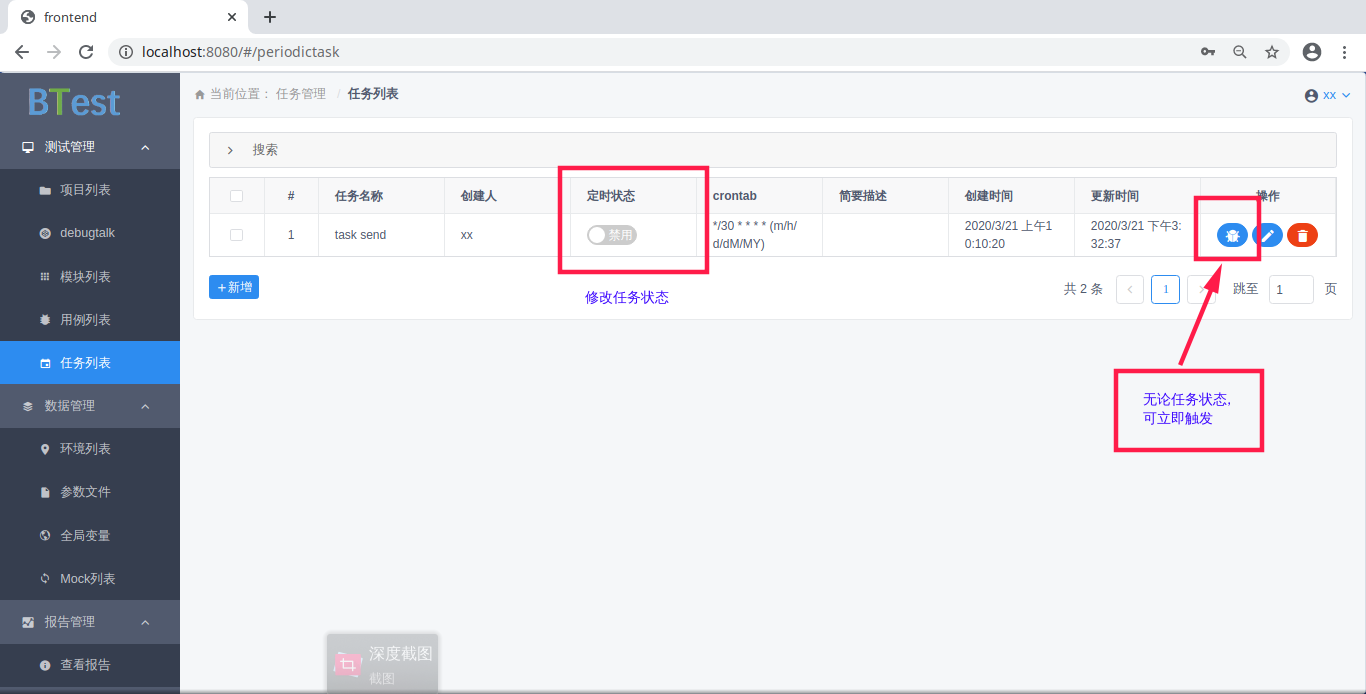 frontend
localhost:8080/#/periodictask
BTest
当前位置： 任务管理 / 任务列表
xx
测试管理
项目列表
debugtalk
模块列表
用例列表
任务列表
数据管理
环境列表
参数文件
全局变量
Mock列表
报告管理
查看报告
搜索
# 任务名称 创建人 定时状态 crontab 简要描述 创建时间 更新时间 操作
1 task send xx 禁用 */30 * * * * (m/h/ 2020/3/21 上午1 2020/3/21 下午3:
d/dM/MY) 0:10:20 32:37
+新增
共 2 条 1 跳至 1 页
修改任务状态
无论任务状态,
可立即触发
深度截图
截图